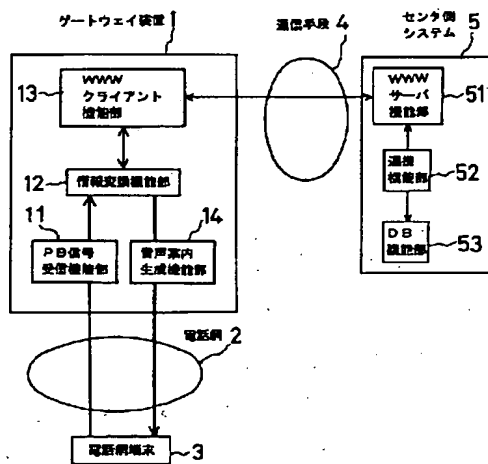 ゲートウェイ装置
1
通信手段
4
センタ側
システム
5
13
WWW
クライアント
機能部
WWW
サーバ
機能部
51
12
情報変換機能部
連携
機能部
52
11
PB信号
受信機能部
14
音声案内
生成機能部
DB
機能部
53
電話網
2
電話網端末
3